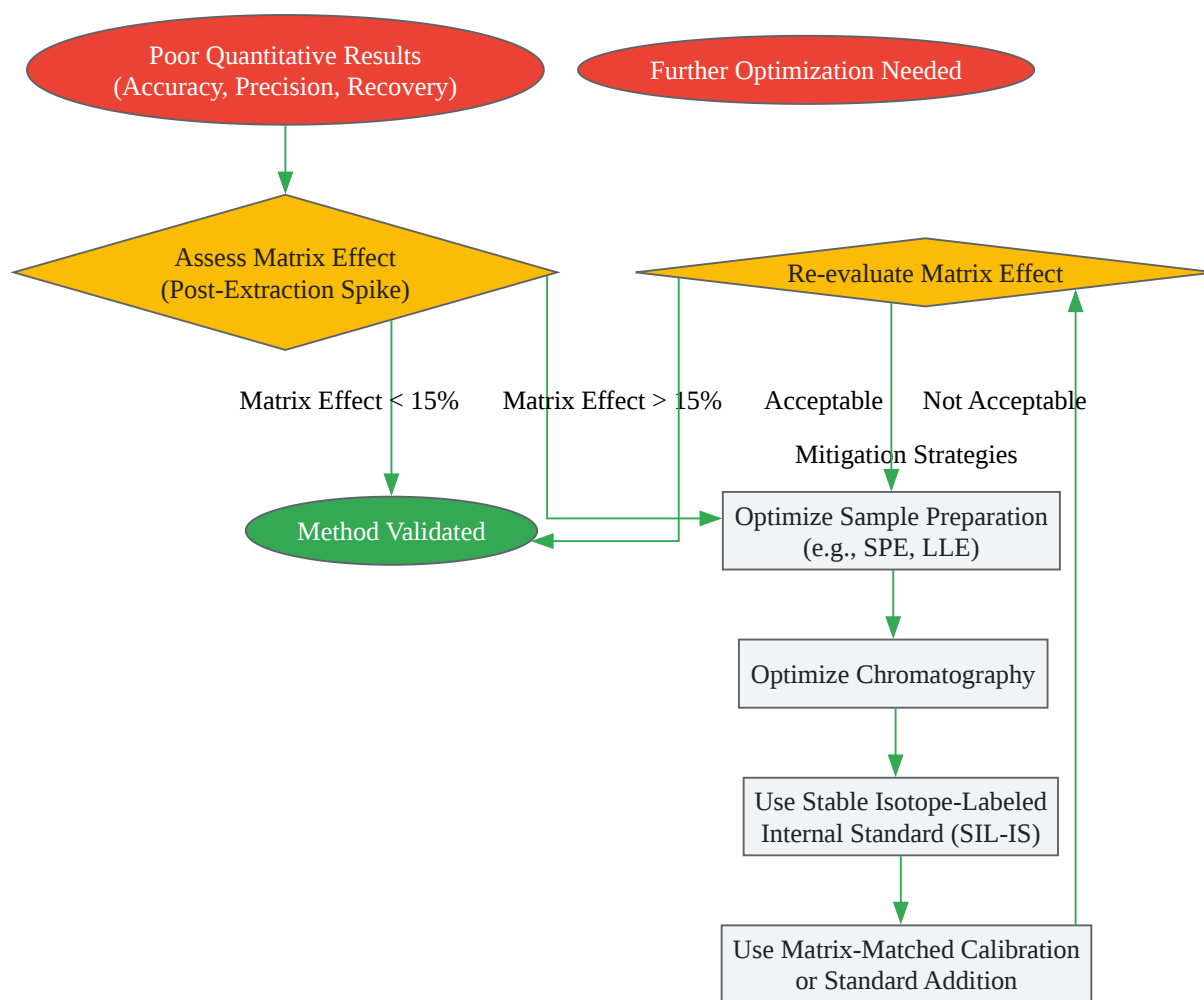 Poor Quantitative Results
(Accuracy, Precision, Recovery)
Further Optimization Needed
Assess Matrix Effect
(Post-Extraction Spike)
Re-evaluate Matrix Effect
Matrix Effect < 15%
Matrix Effect > 15%
Acceptable
Not Acceptable
Mitigation Strategies
Method Validated
Optimize Sample Preparation
(e.g., SPE, LLE)
Optimize Chromatography
Use Stable Isotope-Labeled
Internal Standard (SIL-IS)
Use Matrix-Matched Calibration
or Standard Addition